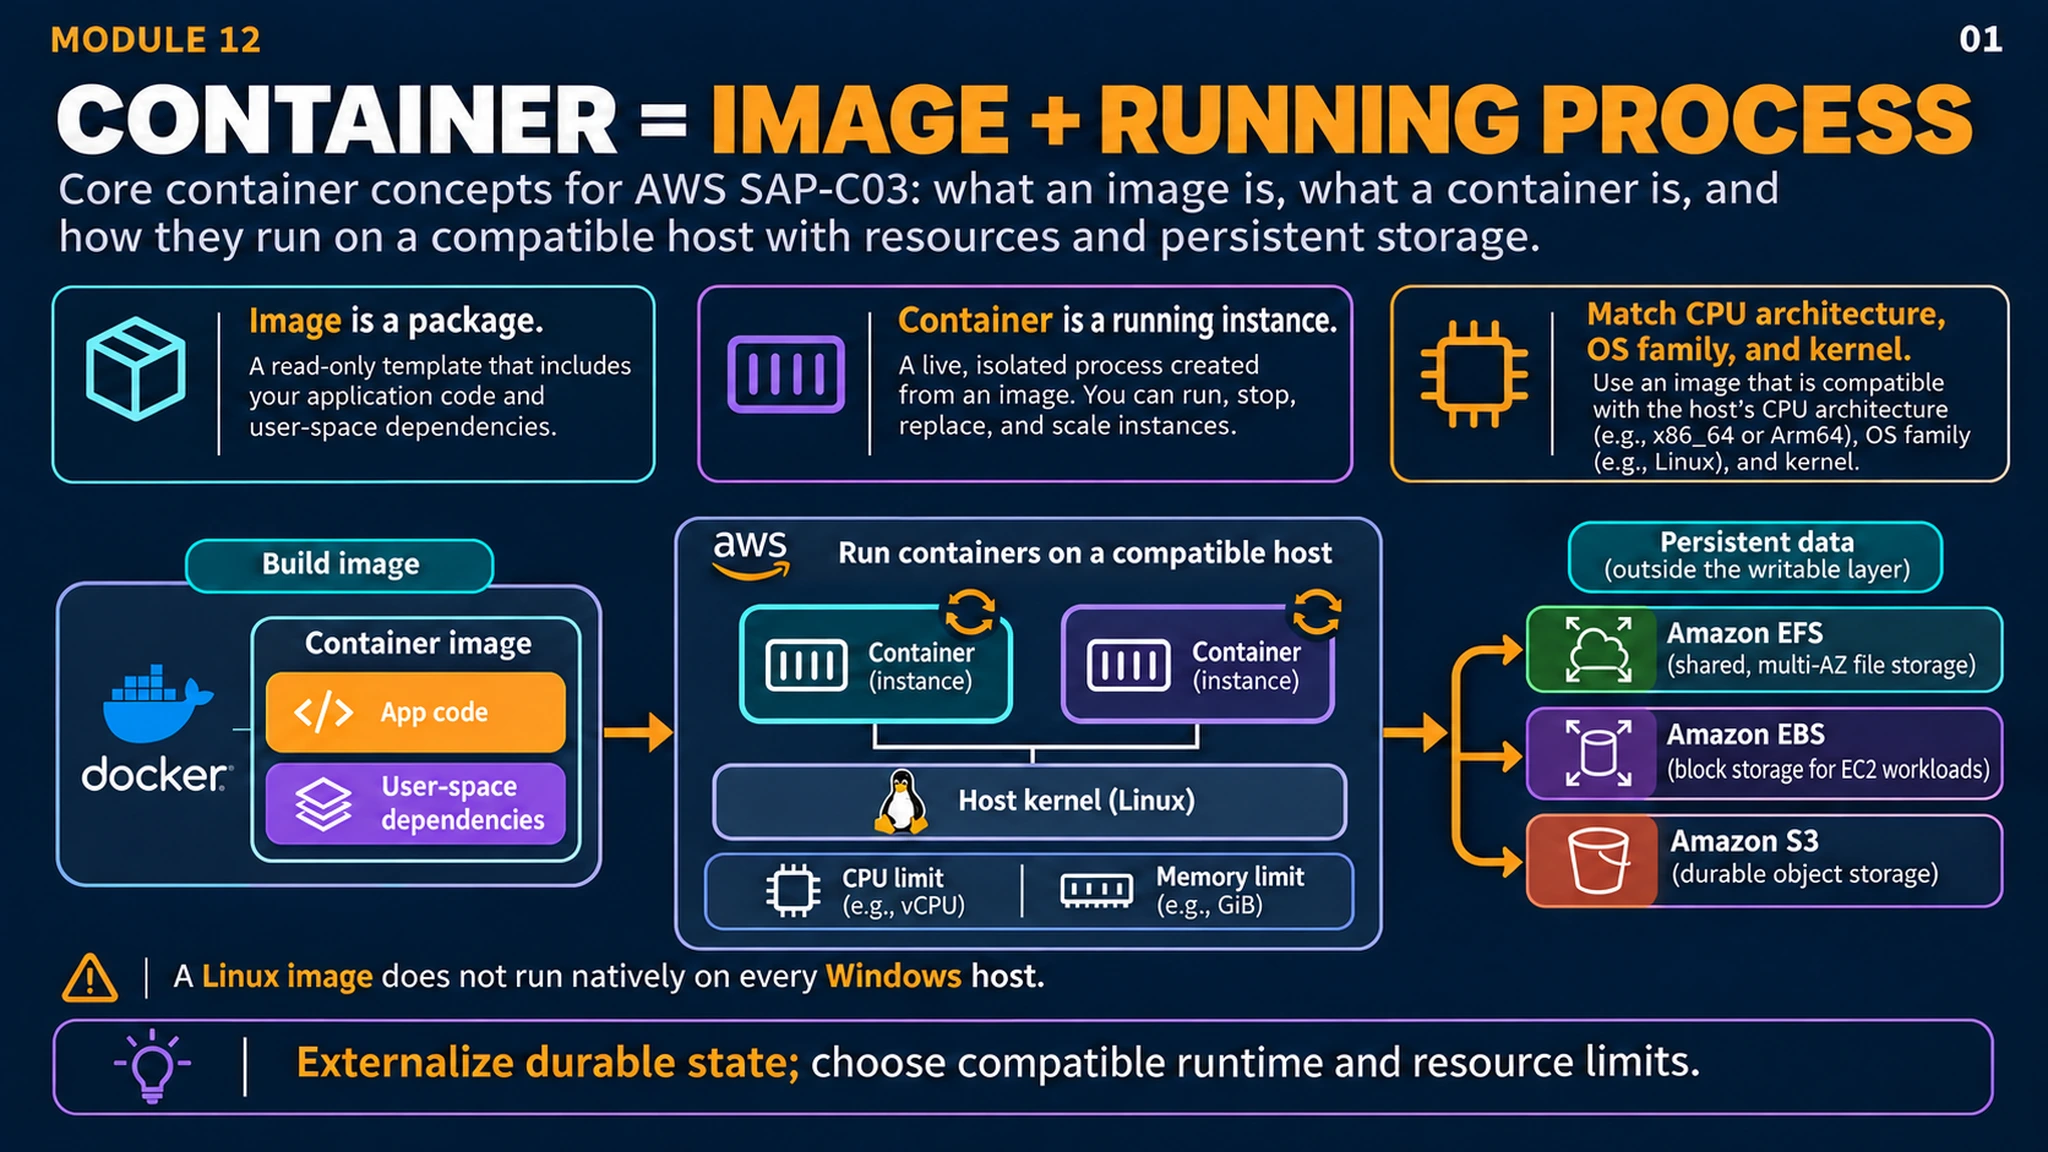 MODULE 12
01
CONTAINER = IMAGE + RUNNING PROCESS
Core container concepts for AWS SAP-C03: what an image is, what a container is, and
how they run on a compatible host with resources and persistent storage.
Image is a package.
A read-only template that includes
your application code and
user-space dependencies.
Container is a running instance.
A live, isolated process created
from an image. You can run, stop,
replace, and scale instances.
Match CPU architecture,
OS family, and kernel.
Use an image that is compatible
with the host's CPU architecture
(e.g., x86_64 or Arm64), OS family
(e.g., Linux), and kernel.
Build image
docker
Container image
</> App code
User-space
dependencies
aws
Run containers on a compatible host
Container
(instance)
Container
(instance)
Host kernel (Linux)
CPU limit
(e.g., vCPU)
Memory limit
(e.g., GiB)
Persistent data
(outside the writable layer)
Amazon EFS
(shared, multi-AZ file storage)
Amazon EBS
(block storage for EC2 workloads)
Amazon S3
(durable object storage)
A Linux image does not run natively on every Windows host.
Externalize durable state; choose compatible runtime and resource limits.